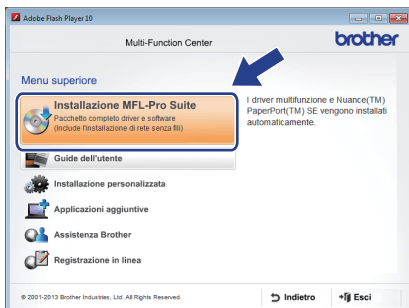 Adobe Flash Player 10
Multi-Function Center
brother
Menu superiore
Installazione MFL-Pro Suite
Pacchetto completo driver e software
(Include l'installazione di rete senza fili)
I driver multifunzione e Nuance(TM)
PaperPort(TM) SE vengono installati
automaticamente.
Guide dell'utente
Installazione personalizzata
Applicazioni aggiuntive
Assistenza Brother
Registrazione in linea
© 2001-2013 Brother Industries, Ltd. All Rights Reserved.
Indietro
Esci